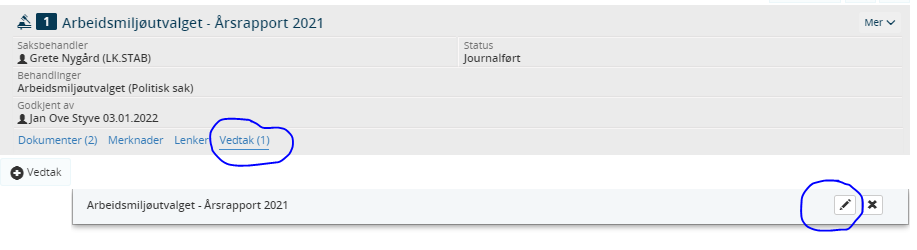 1 Arbeidsmiljøutvalget - Årsrapport 2021
Mer
Saksbehandler
Grete Nygård (LK.STAB)
Status
Journalført
Behandlinger
Arbeidsmiljøutvalget (Politisk sak)
Godkjent av
Jan Ove Styve 03.01.2022
Dokumenter (2) Merknader Lenker Vedtak (1)
Vedtak
Arbeidsmiljøutvalget - Årsrapport 2021